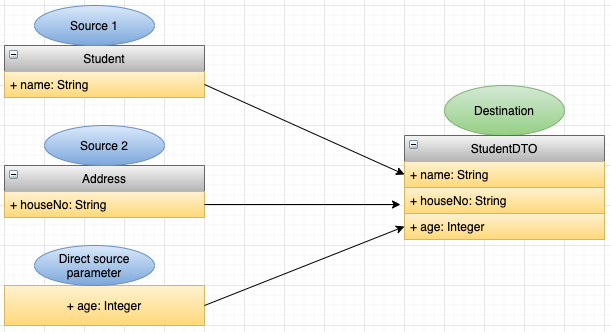 Source 1
Student
+ name: String
Source 2
Address
+ houseNo: String
Direct source
parameter
+ age: Integer
Destination
StudentDTO
+ name: String
+ houseNo: String
+ age: Integer